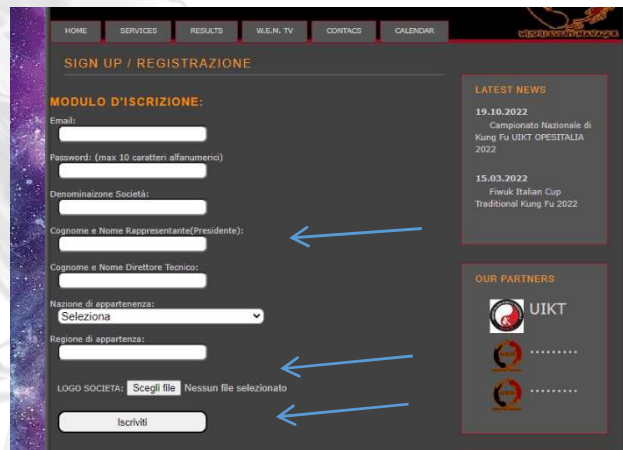 HOME SERVICES RESULTS W.E.M. TV CONTACS CALENDAR
SIGN UP / REGISTRAZIONE
MODULO D'ISCRIZIONE:
Email:
Password: (max 10 caratteri alfanumerici)
Denominaizone Società:
Cognome e Nome Rappresentante(Presidente):
Cognome e Nome Direttore Tecnico:
Nazione di appartenenza:
Seleziona
Regione di appartenza:
LOGO SOCIETA: Scegli file Nessun file selezionato
Iscriviti
LATEST NEWS
19.10.2022
Campionato Nazionale di
Kung Fu UIKT OPESITALIA
2022
15.03.2022
Fiwuk Italian Cup
Traditional Kung Fu 2022
OUR PARTNERS
UIKT
.........
.........